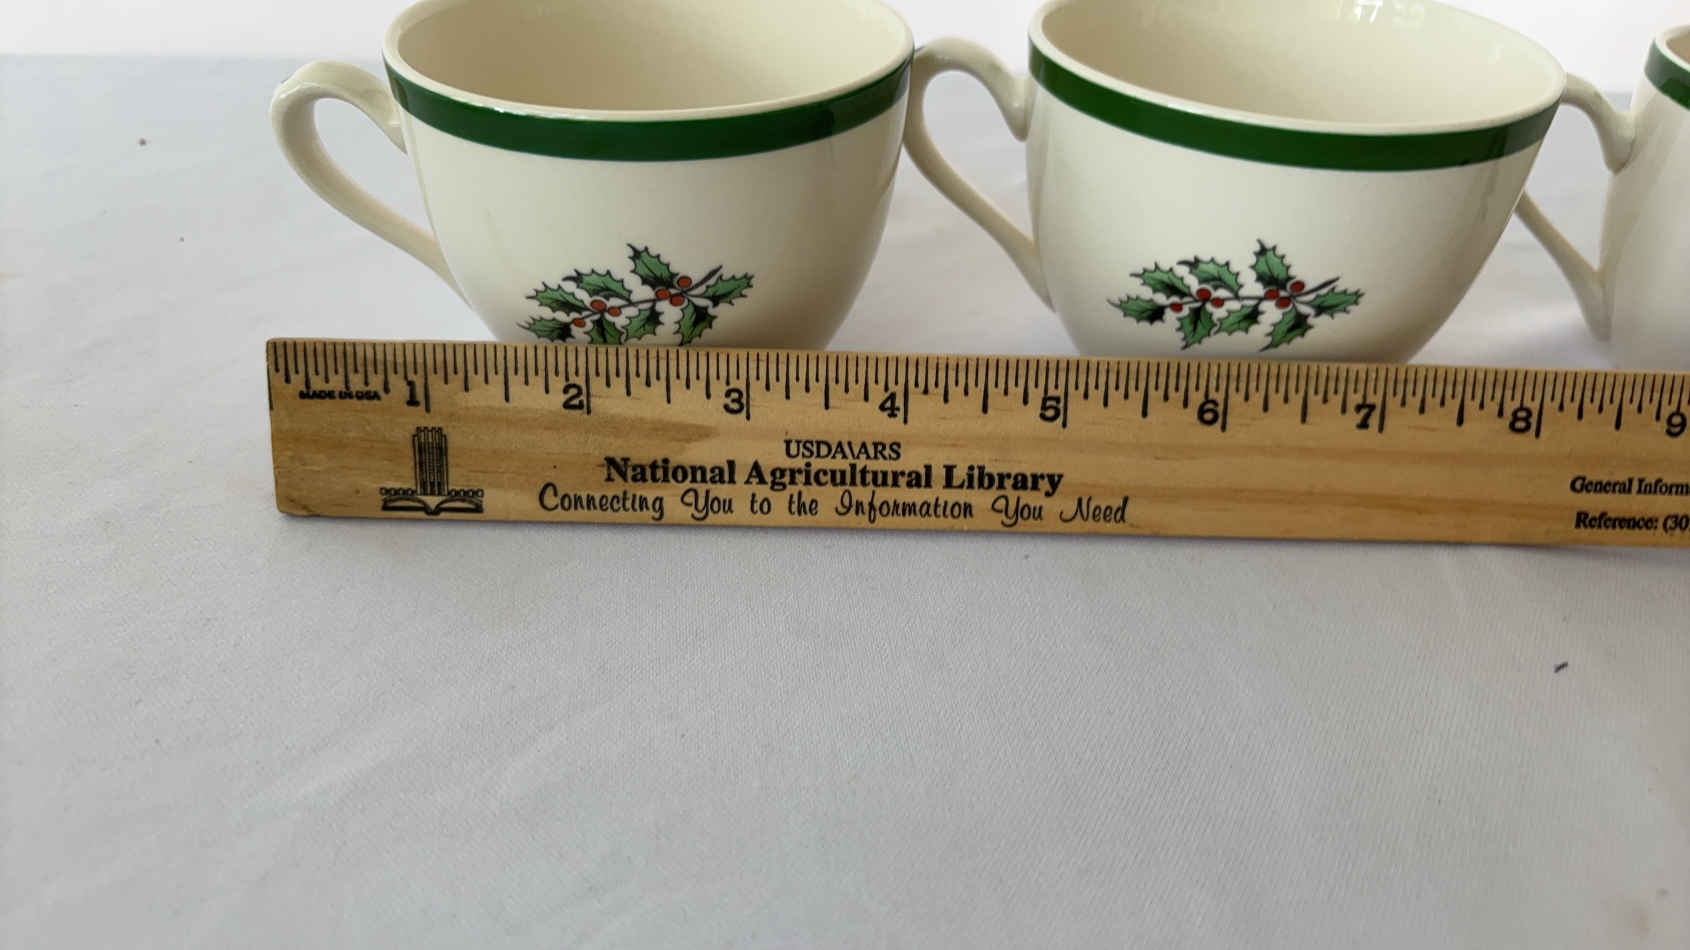 1 2 3 4 5 6 7 8 9
MADE IN USA
USDA\ARS
National Agricultural Library
Connecting You to the Information You Need
General Inform
Reference: (30